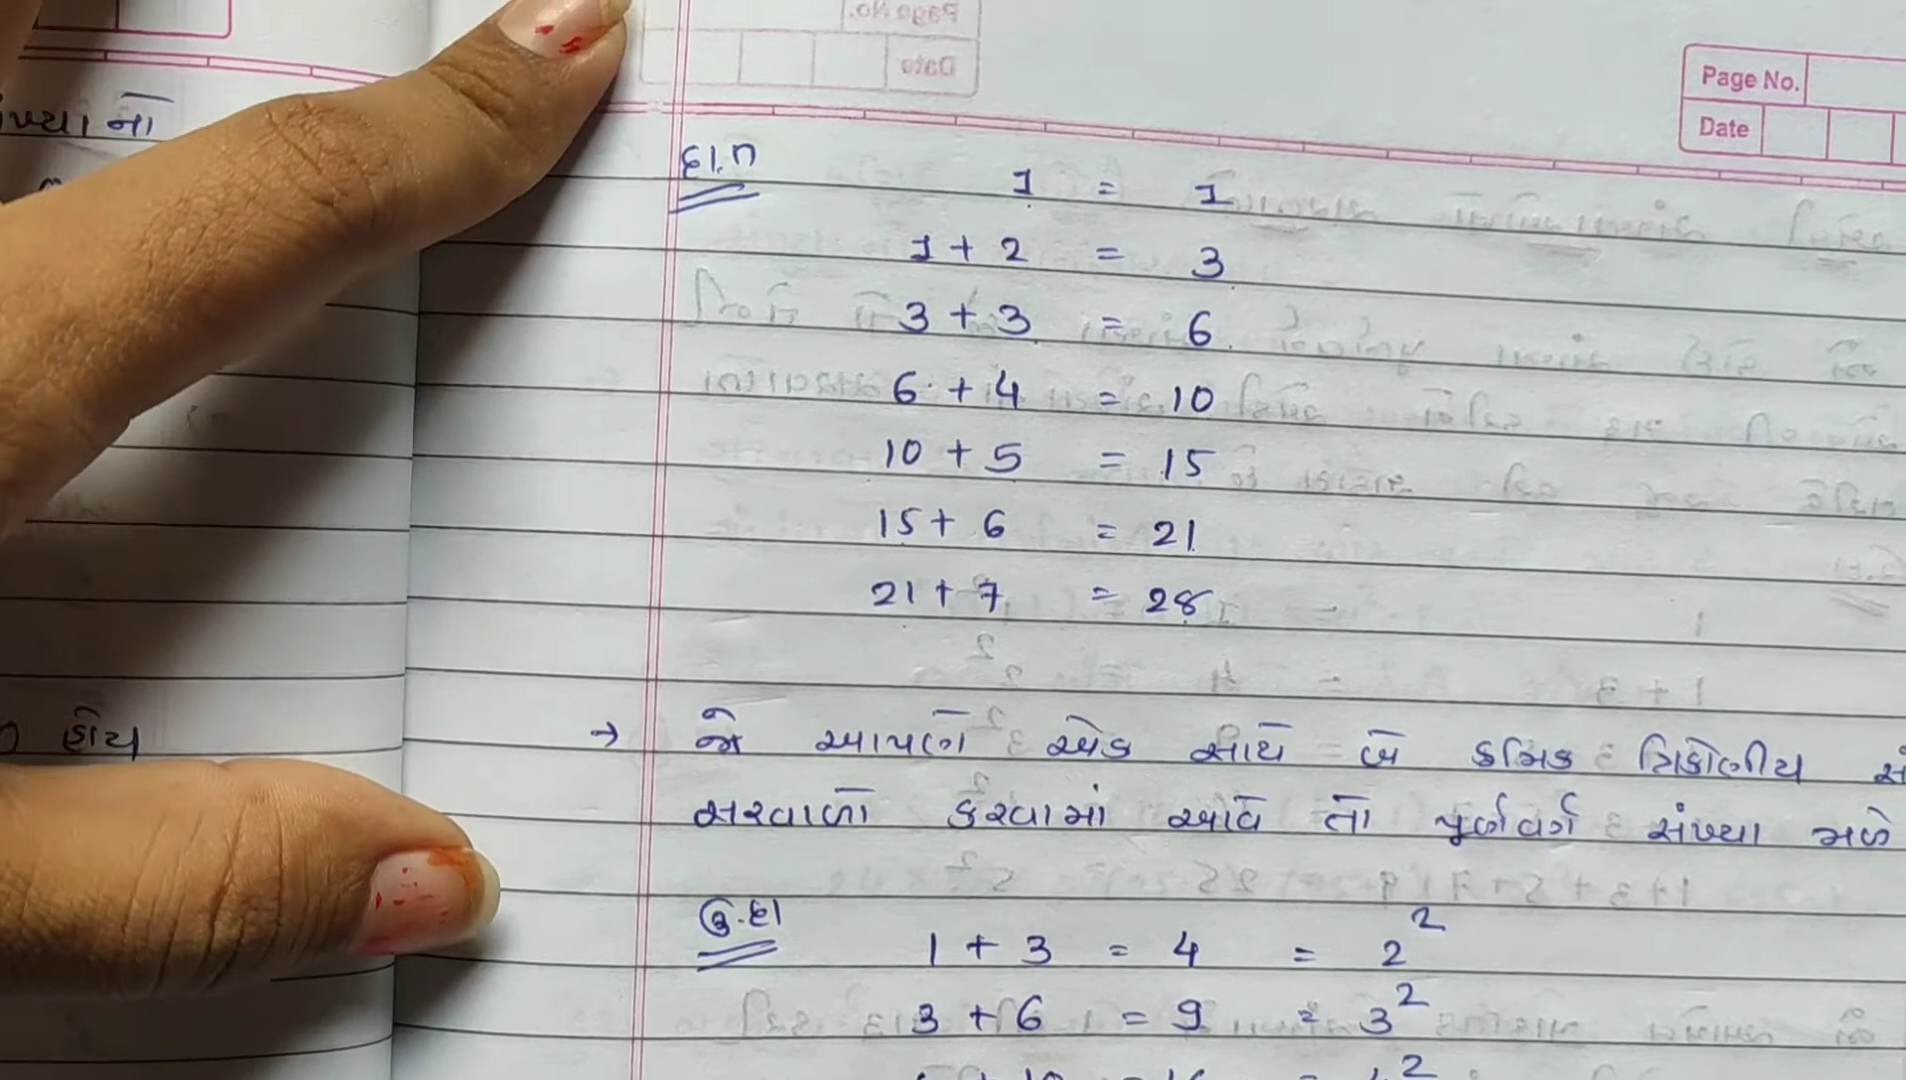 ખ્યા ના
હોય
Page No.
Date
દા.ત
1 = 1
1 + 2 = 3
3 + 3 = 6
6 + 4 = 10
10 + 5 = 15
15 + 6 = 21
21 + 7 = 28
→ જો આપણે એક સાથે બે ક્રમિક ત્રિકોણીય સં
સરવાળો કરવામાં આવે તો પૂર્ણવર્ગ સંખ્યા મળે
ઉ.દા
1 + 3 = 4 = 2²
3 + 6 = 9 = 3²